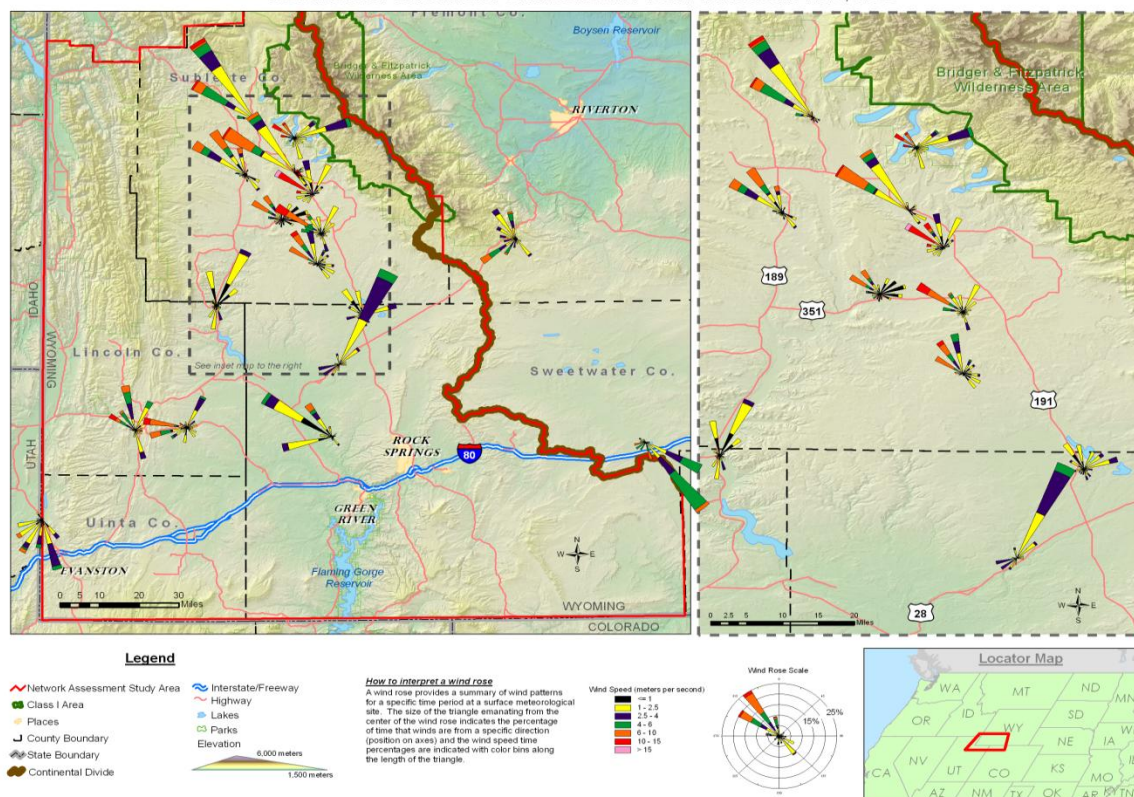 Fremont Co.
Boysen Reservoir
Bridger & Fitzpatrick
Wilderness Area
Sublette Co.
RIVERTON
IDAHO
WYOMING
Lincoln Co.
See inset map to the right
Sweetwater Co.
UTAH
ROCK
SPRINGS
80
Uinta Co.
GREEN
RIVER
EVANSTON
Flaming Gorge
Reservoir
N
W E
S
0 5 10 20 30
Miles
WYOMING
COLORADO
Bridger & Fitzpatrick
Wilderness Area
189
351
191
28
N
W E
S
0 2.5 5 10 15 20
Miles
Legend
Network Assessment Study Area
Class I Area
Places
County Boundary
State Boundary
Continental Divide
Interstate/Freeway
Highway
Lakes
Parks
Elevation
6,000 meters
1,500 meters
How to interpret a wind rose
A wind rose provides a summary of wind patterns
for a specific time period at a surface meteorological
site. The size of the triangle emanating from the
center of the wind rose indicates the percentage
of time that winds are from a specific direction
(position on axes) and the wind speed time
percentages are indicated with color bins along
the length of the triangle.
Wind Speed (meters per second)
<= 1
1 - 2.5
2.5 - 4
4 - 6
6 - 10
10 - 15
> 15
Wind Rose Scale
25%
15%
Locator Map
WA
MT
ND
MN
OR
ID
WY
SD
NE
IA
NV
UT
CO
KS
MO
CA
AZ
NM
TX
OK
AR
TN